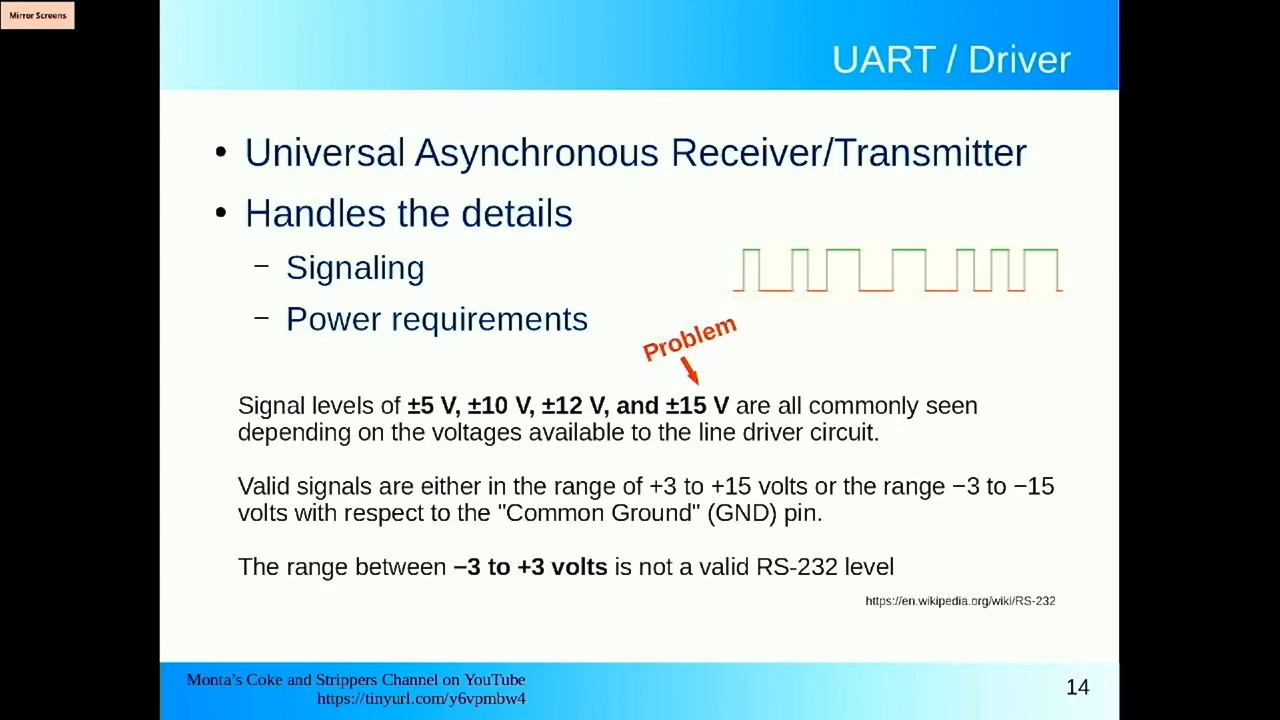 Mirror Screens
UART / Driver
• Universal Asynchronous Receiver/Transmitter
• Handles the details
– Signaling
– Power requirements
Problem
Signal levels of ±5 V, ±10 V, ±12 V, and ±15 V are all commonly seen
depending on the voltages available to the line driver circuit.
Valid signals are either in the range of +3 to +15 volts or the range −3 to −15
volts with respect to the "Common Ground" (GND) pin.
The range between −3 to +3 volts is not a valid RS-232 level
https://en.wikipedia.org/wiki/RS-232
Monta’s Coke and Strippers Channel on YouTube
https://tinyurl.com/y6vpmbw4
14